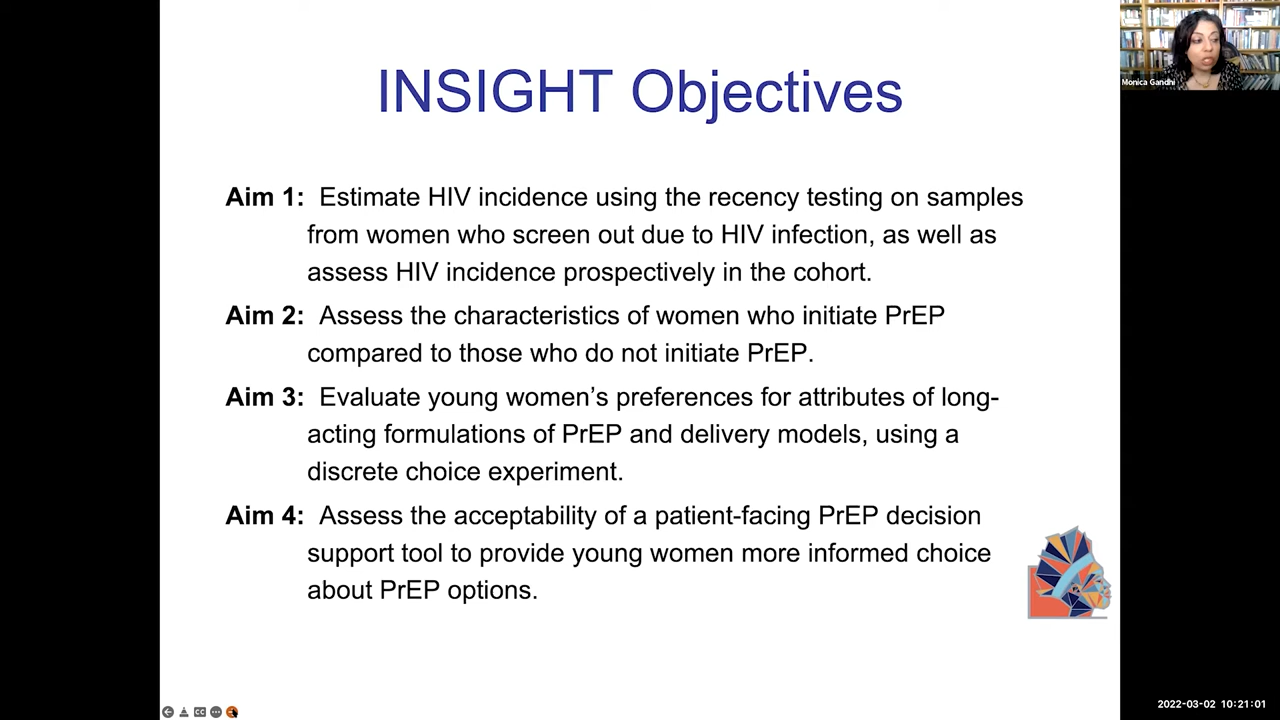 Monica Gandhi
INSIGHT Objectives
Aim 1: Estimate HIV incidence using the recency testing on samples
from women who screen out due to HIV infection, as well as
assess HIV incidence prospectively in the cohort.
Aim 2: Assess the characteristics of women who initiate PrEP
compared to those who do not initiate PrEP.
Aim 3: Evaluate young women’s preferences for attributes of long-
acting formulations of PrEP and delivery models, using a
discrete choice experiment.
Aim 4: Assess the acceptability of a patient-facing PrEP decision
support tool to provide young women more informed choice
about PrEP options.
CC
2022-03-02 10:21:01